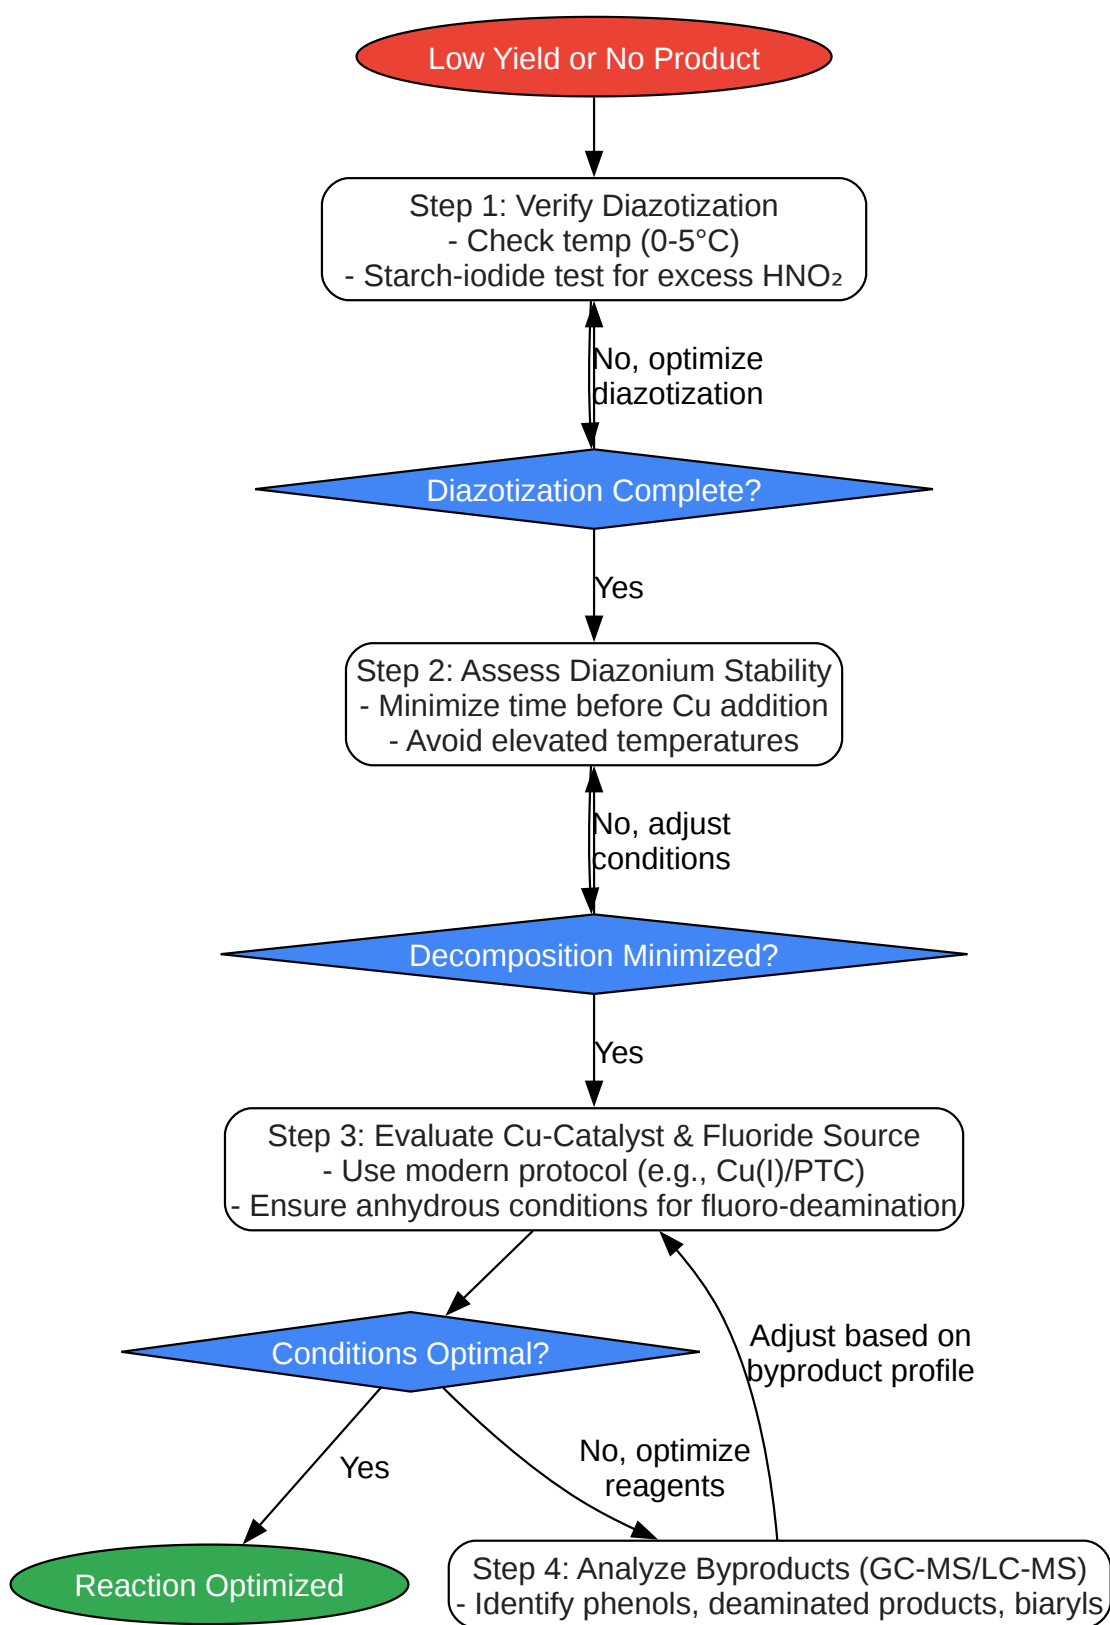 Low Yield or No Product
Step 1: Verify Diazotization
- Check temp (0-5°C)
- Starch-iodide test for excess HNO₂
No, optimize
diazotization
Diazotization Complete?
Yes
Step 2: Assess Diazonium Stability
- Minimize time before Cu addition
- Avoid elevated temperatures
No, adjust
conditions
Decomposition Minimized?
Yes
Step 3: Evaluate Cu-Catalyst & Fluoride Source
- Use modern protocol (e.g., Cu(I)/PTC)
- Ensure anhydrous conditions for fluoro-deamination
Conditions Optimal?
Adjust based on
byproduct profile
Yes
No, optimize
reagents
Reaction Optimized
Step 4: Analyze Byproducts (GC-MS/LC-MS)
- Identify phenols, deaminated products, biaryls